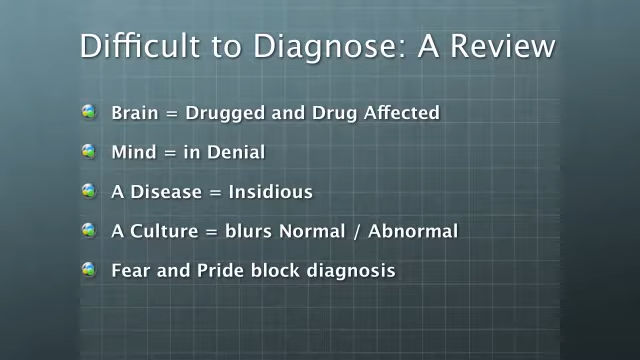 Difficult to Diagnose: A Review
Brain = Drugged and Drug Affected
Mind = in Denial
A Disease = Insidious
A Culture = blurs Normal / Abnormal
Fear and Pride block diagnosis